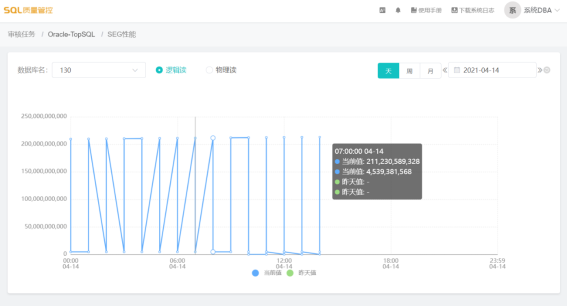 SQL质量管控
使用手册 下载系统日志 系 系统DBA
审核任务 / Oracle-TopSQL / SEG性能
数据库名: 130 逻辑读 物理读 天 周 月 2021-04-14
250,000,000,000
200,000,000,000
150,000,000,000
100,000,000,000
50,000,000,000
0
07:00:00 04-14
当前值: 211,230,589,328
当前值: 4,539,381,568
昨天值: -
昨天值: -
00:00 06:00 12:00 18:00 23:59
04-14 04-14 04-14 04-14 04-14
当前值 昨天值